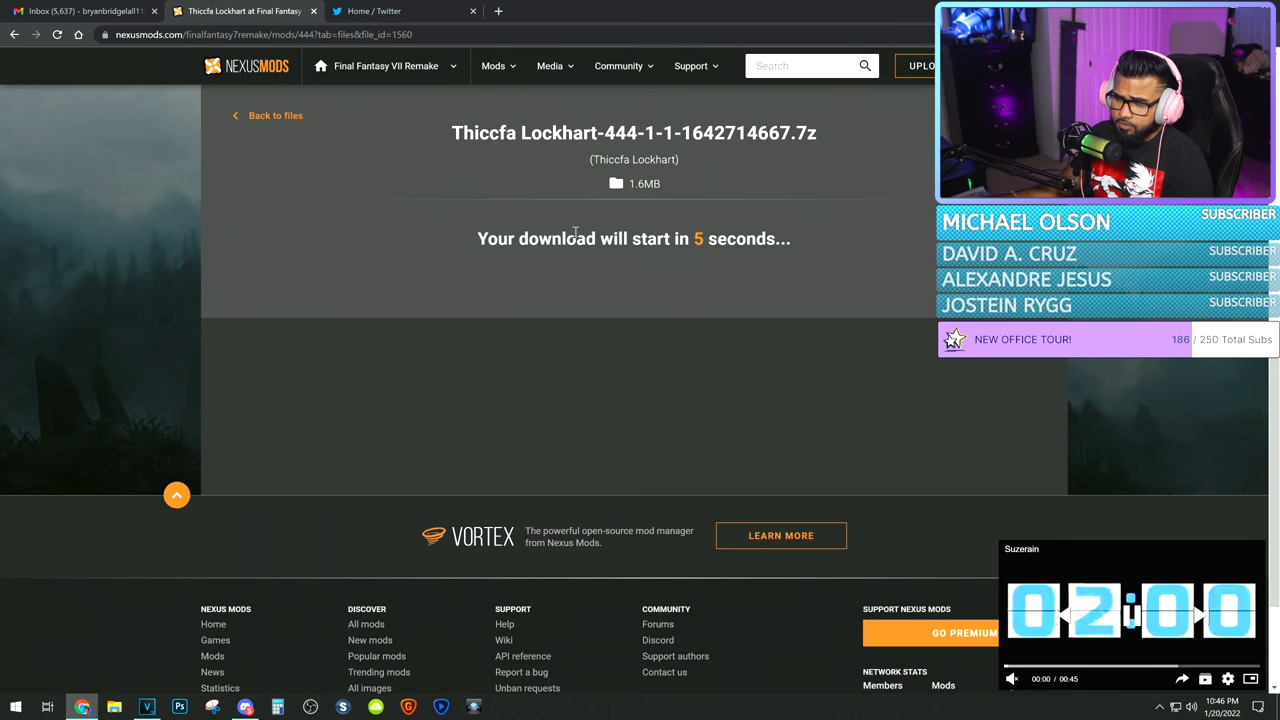 Inbox (5,637) - bryanbridgelal11
Thiccfa Lockhart at Final Fantasy
Home / Twitter
nexusmods.com/finalfantasy7remake/mods/444?tab=files&file_id=1560
NEXUSMODS
Final Fantasy VII Remake
Mods
Media
Community
Support
Search
UPLO
Back to files
Thiccfa Lockhart-444-1-1-1642714667.7z
(Thiccfa Lockhart)
1.6MB
Your download will start in 5 seconds...
MICHAEL OLSON SUBSCRIBER
DAVID A. CRUZ SUBSCRIBER
ALEXANDRE JESUS SUBSCRIBER
JOSTEIN RYGG SUBSCRIBER
NEW OFFICE TOUR! 186 / 250 Total Subs
VORTEX
The powerful open-source mod manager
from Nexus Mods.
LEARN MORE
NEXUS MODS
Home
Games
Mods
News
Statistics
DISCOVER
All mods
New mods
Popular mods
Trending mods
All images
SUPPORT
Help
Wiki
API reference
Report a bug
Unban requests
COMMUNITY
Forums
Discord
Support authors
Contact us
SUPPORT NEXUS MODS
GO PREMIUM
NETWORK STATS
Members
Mods
Suzerain
02:00
00:00 / 00:45
10:46 PM
1/20/2022